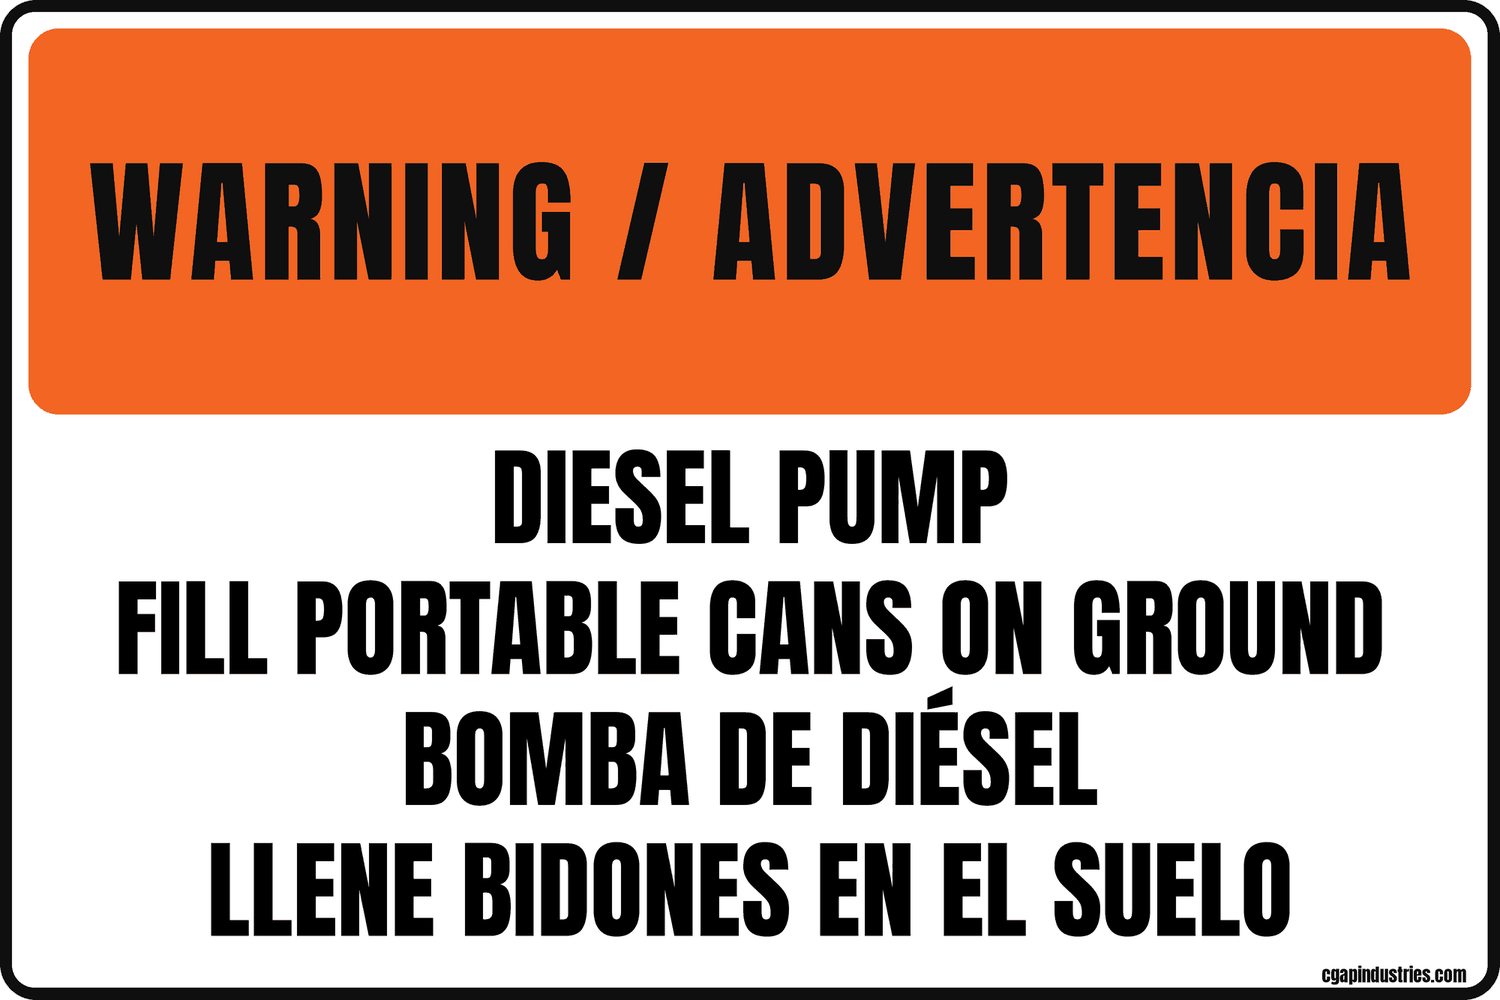 WARNING / ADVERTENCIA
DIESEL PUMP
FILL PORTABLE CANS ON GROUND
BOMBA DE DIÉSEL
LLENE BIDONES EN EL SUELO
cgapindustries.com